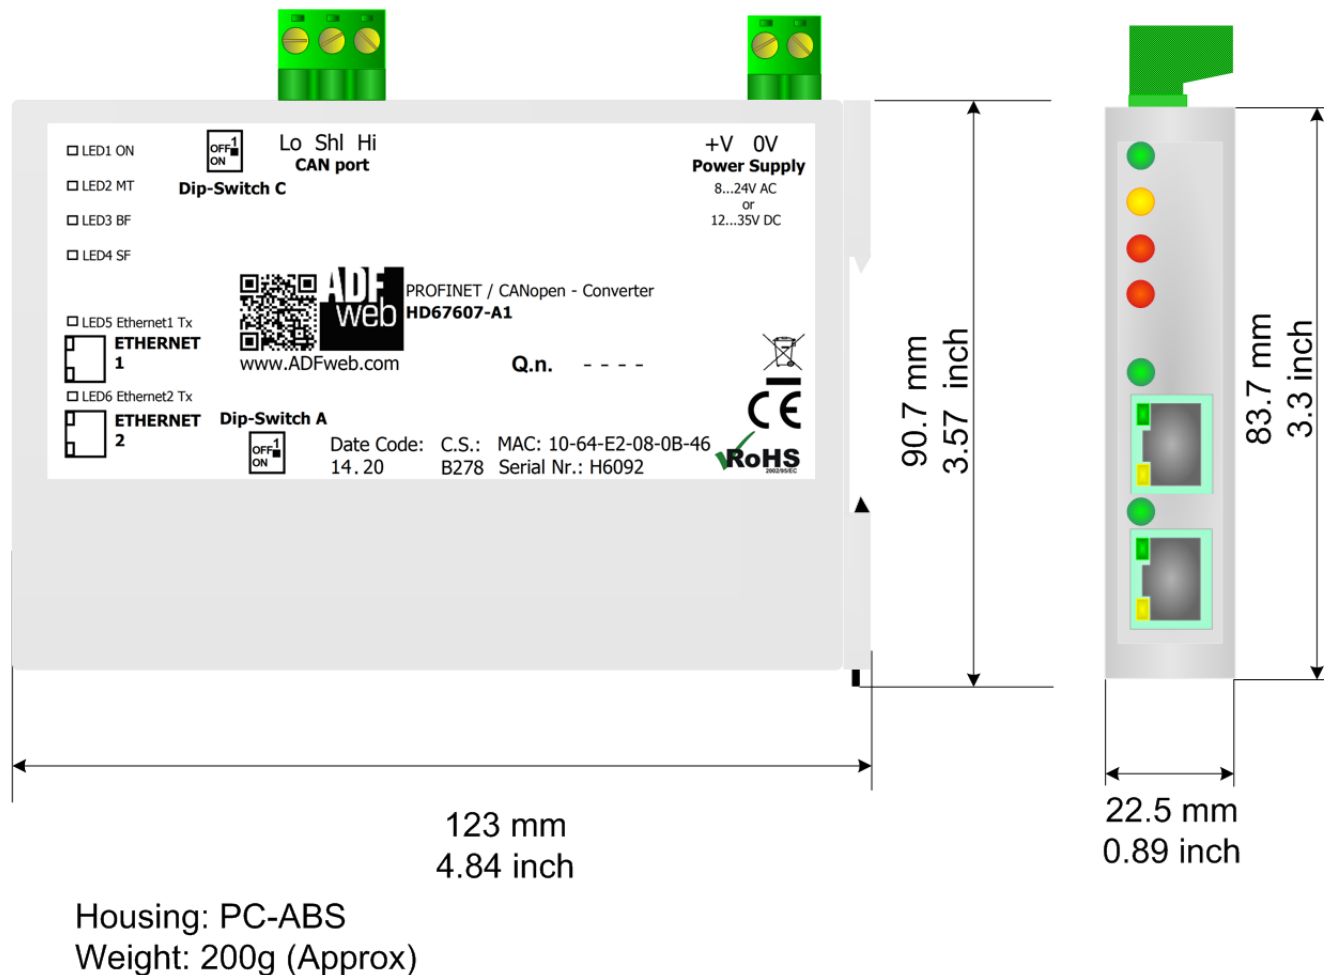 LED1 ON
LED2 MT
LED3 BF
LED4 SF
OFF 1
ON
Dip-Switch C
Lo Shl Hi
CAN port
+V 0V
Power Supply
8...24V AC
or
12...35V DC
ADF
web
www.ADFweb.com
PROFINET / CANopen - Converter
HD67607-A1
Q.n. - - - -
LED5 Ethernet1 Tx
ETHERNET
1
LED6 Ethernet2 Tx
ETHERNET
2
Dip-Switch A
OFF 1
ON
Date Code: C.S.: MAC: 10-64-E2-08-0B-46
14.20 B278 Serial Nr.: H6092
CE
RoHS
2002/95/EC
90.7 mm
3.57 inch
83.7 mm
3.3 inch
123 mm
4.84 inch
22.5 mm
0.89 inch
Housing: PC-ABS
Weight: 200g (Approx)